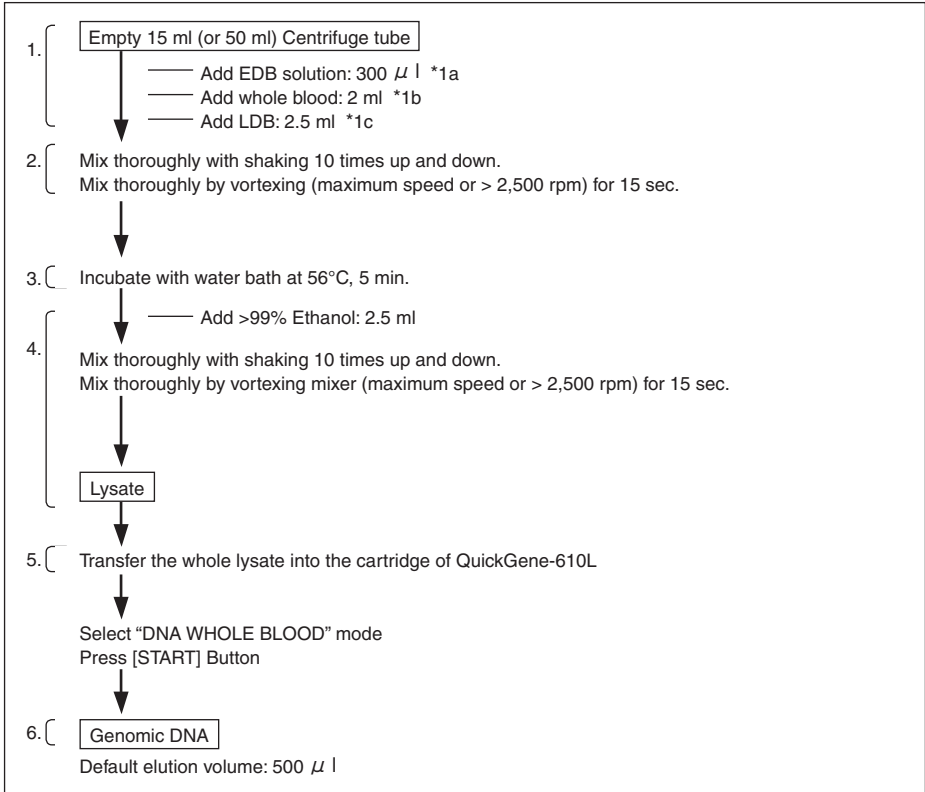 1.
Empty 15 ml (or 50 ml) Centrifuge tube
Add EDB solution: 300 μl *1a
Add whole blood: 2 ml *1b
Add LDB: 2.5 ml *1c
2. Mix thoroughly with shaking 10 times up and down.
Mix thoroughly by vortexing (maximum speed or > 2,500 rpm) for 15 sec.
3. Incubate with water bath at 56°C, 5 min.
Add >99% Ethanol: 2.5 ml
4.
Mix thoroughly with shaking 10 times up and down.
Mix thoroughly by vortexing mixer (maximum speed or > 2,500 rpm) for 15 sec.
Lysate
5. Transfer the whole lysate into the cartridge of QuickGene-610L
Select “DNA WHOLE BLOOD” mode
Press [START] Button
6. Genomic DNA
Default elution volume: 500 μl